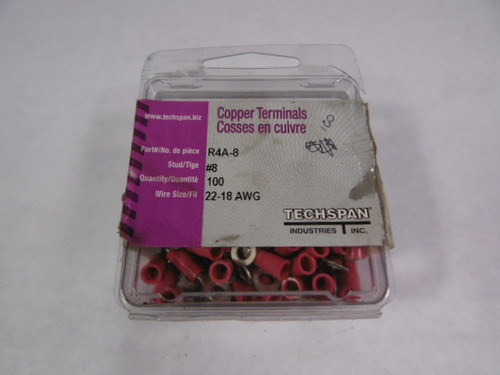 www.techspan.biz
Copper Terminals
Cosses en cuivre
100
Part#/No. de pièce R4A-8
Stud/Tige #8
Quantity/Quantité 100
Wire Size/Fil 22-18 AWG
TECHSPAN
INDUSTRIES INC.